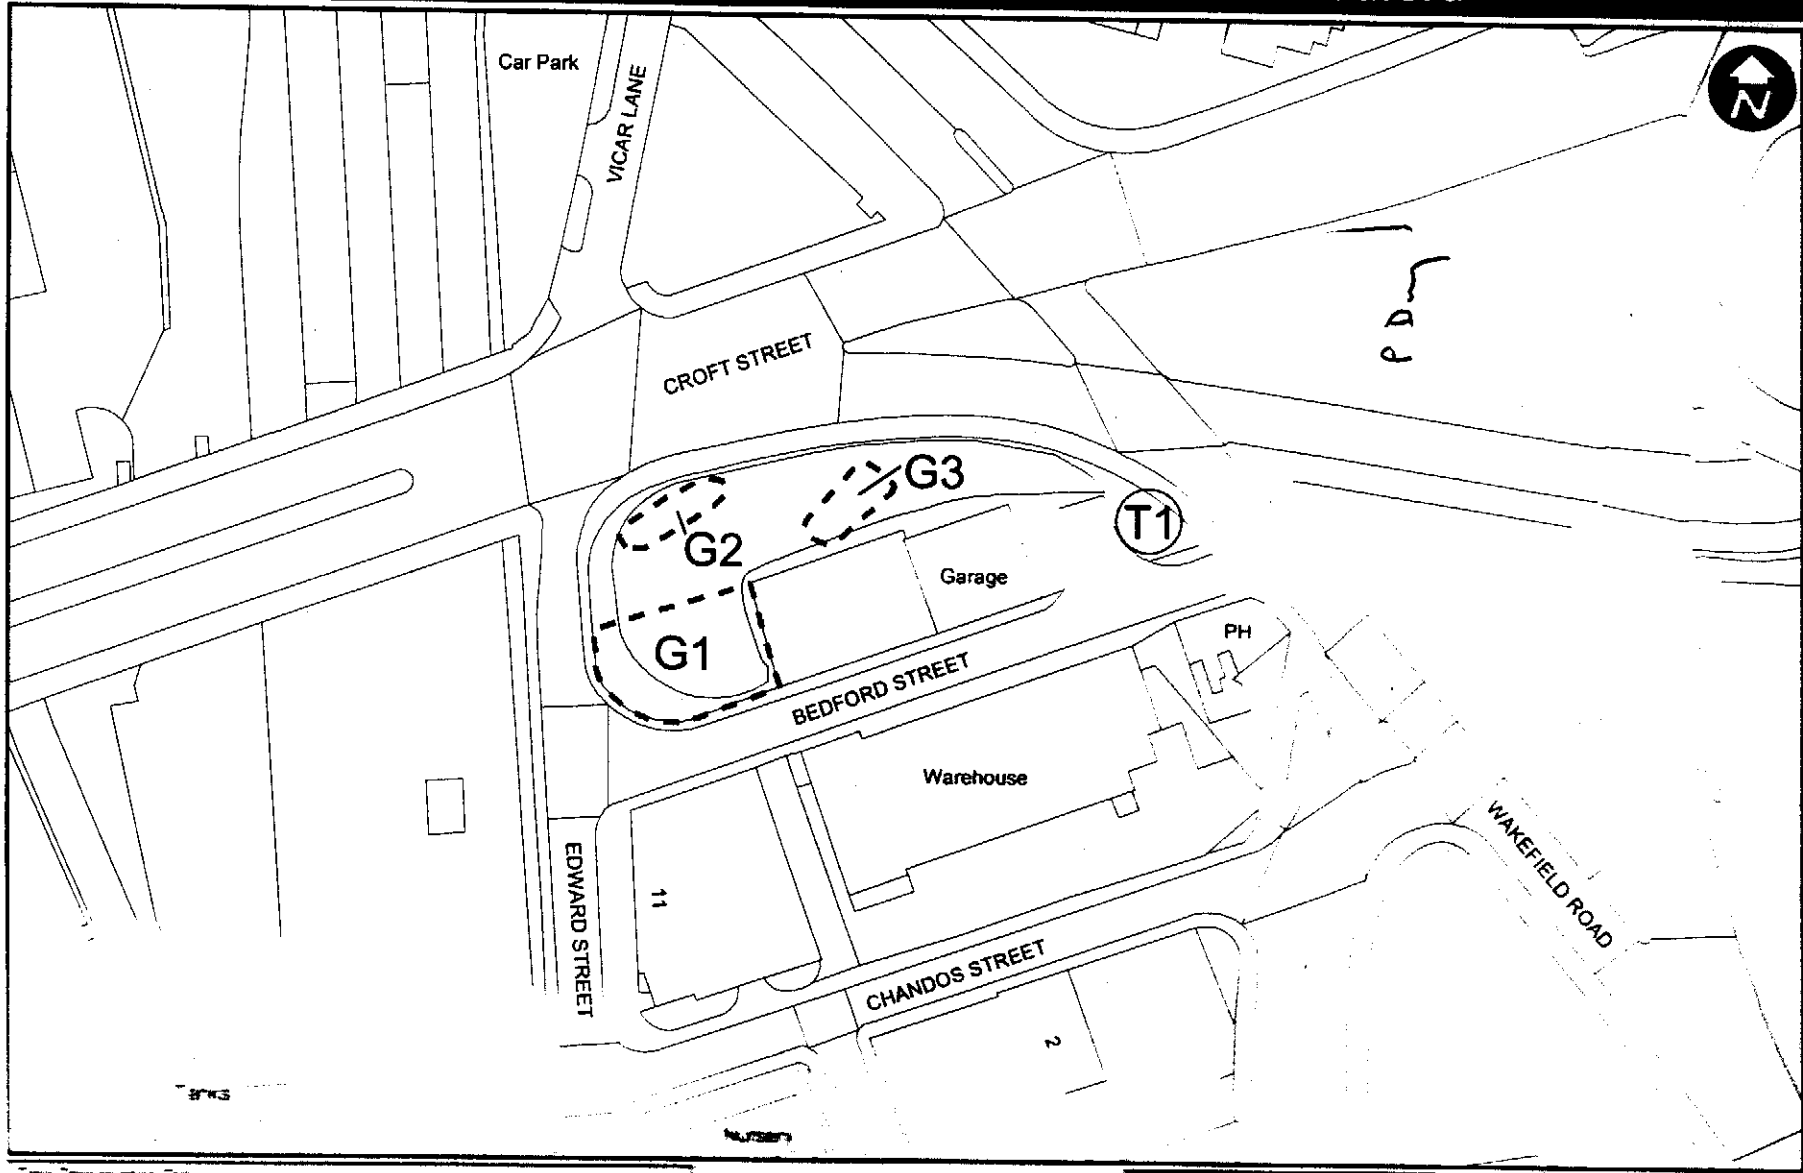 Car Park
VICAR LANE
N
CROFT STREET
G3
T1
G2
Garage
G1
PH
BEDFORD STREET
Warehouse
WAKEFIELD ROAD
EDWARD STREET
11
CHANDOS STREET
2